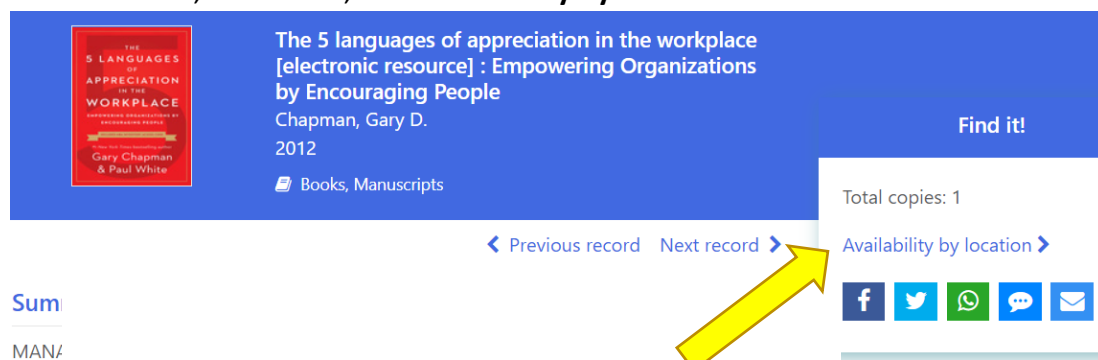 THE
5 LANGUAGES
OF
APPRECIATION
IN THE
WORKPLACE
EMPOWERING ORGANIZATIONS BY
ENCOURAGING PEOPLE
Gary Chapman
& Paul White
The 5 languages of appreciation in the workplace
[electronic resource] : Empowering Organizations
by Encouraging People
Chapman, Gary D.
2012
Books, Manuscripts
Find it!
Total copies: 1
Previous record Next record
Availability by location
Sum
MANA